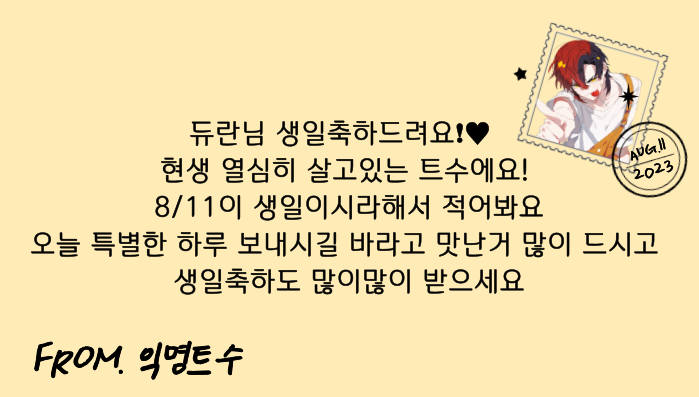 듀란님 생일축하드려요!♥
현생 열심히 살고있는 트수에요!
8/11이 생일이시라해서 적어봐요
오늘 특별한 하루 보내시길 바라고 맛난거 많이 드시고
생일축하도 많이많이 받으세요
AUG.11
2023
FROM. 익명트수